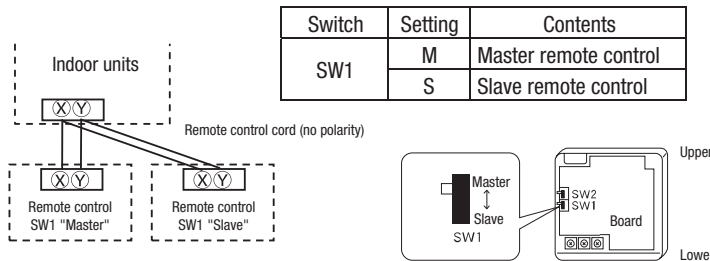 Switch Setting Contents
SW1 M Master remote control
S Slave remote control
Indoor units
X Y
Remote control cord (no polarity)
X Y
Remote control
SW1 "Master"
X Y
Remote control
SW1 "Slave"
Master
Slave
SW1
Upper
SW2
SW1
Board
Lowe